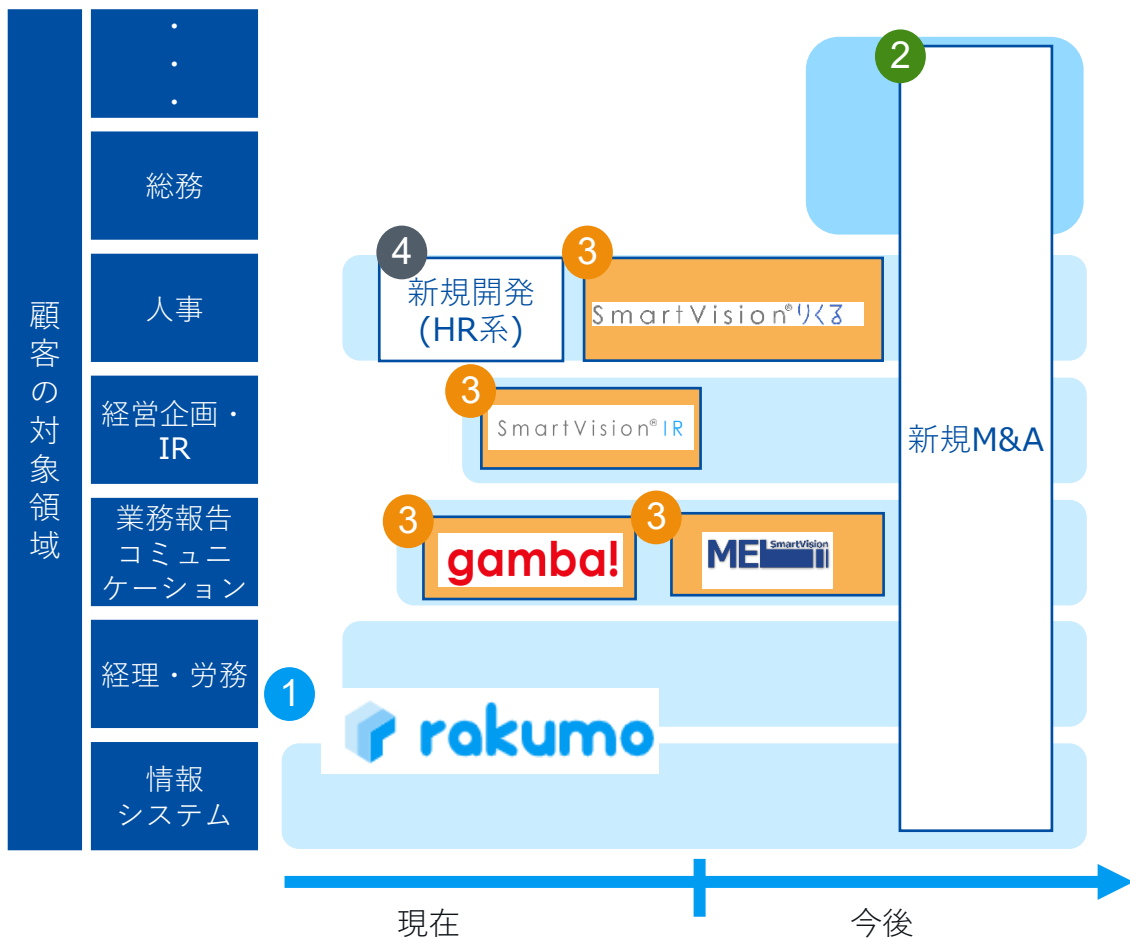 顧客の対象領域
・
・
・
総務
人事
経営企画・
IR
業務報告
コミュニ
ケーション
経理・労務
情報
システム
4
新規開発
(HR系)
3
SmartVision®りくる
3
SmartVision®IR
3
gamba!
3
MEL SmartVision
1
rakumo
2
新規M&A
現在
今後